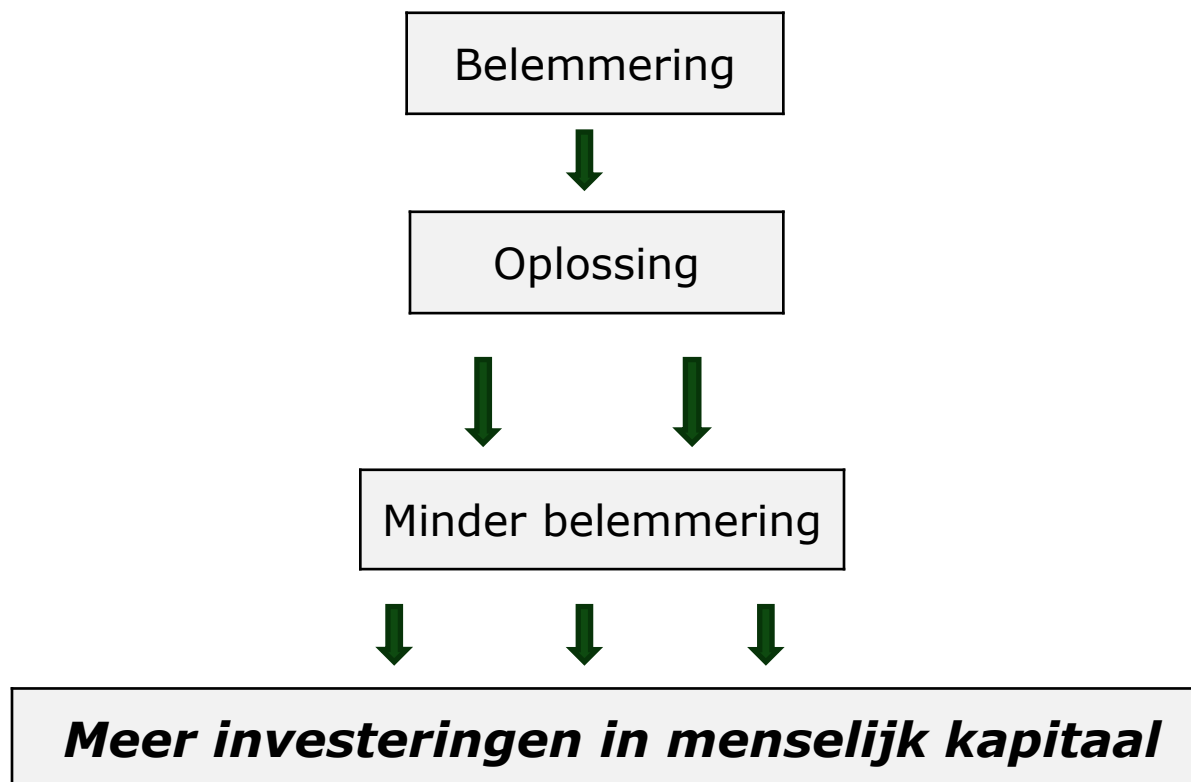 Belemmering
Oplossing
Minder belemmering
Meer investeringen in menselijk kapitaal